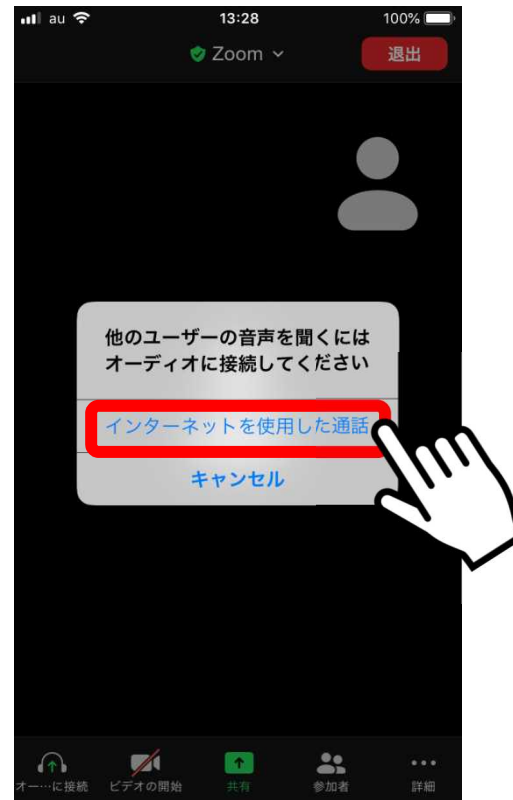 au 13:28 100%
Zoom 退出
他のユーザーの音声を聞くには
オーディオに接続してください
インターネットを使用した通話
キャンセル
オー…に接続 ビデオの開始 共有 参加者 詳細